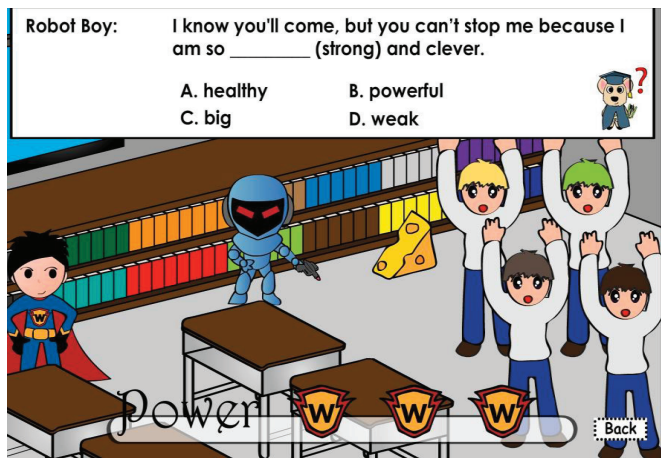 Robot Boy: I know you'll come, but you can't stop me because I
am so ________ (strong) and clever.
A. healthy B. powerful
C. big D. weak
?
W
Power W W W
Back